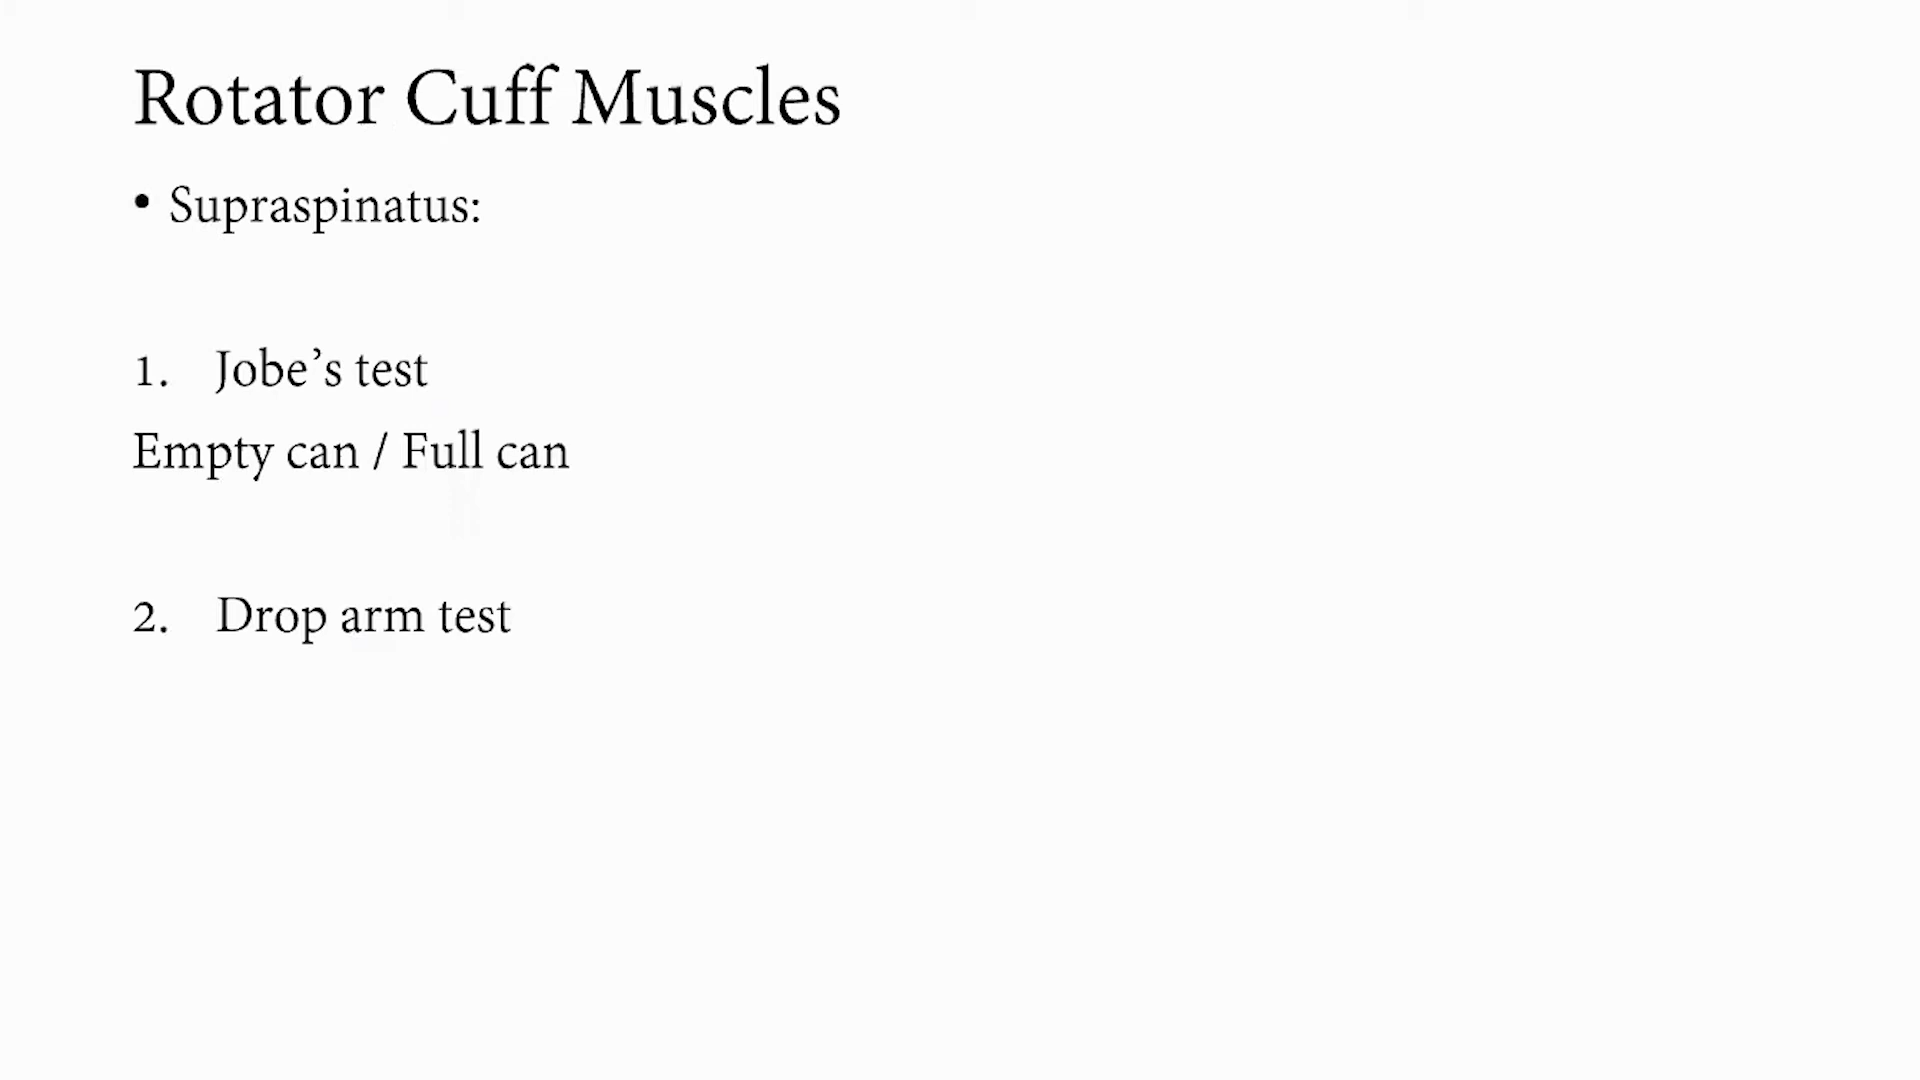 Rotator Cuff Muscles
• Supraspinatus:
1. Jobe’s test
Empty can / Full can
2. Drop arm test